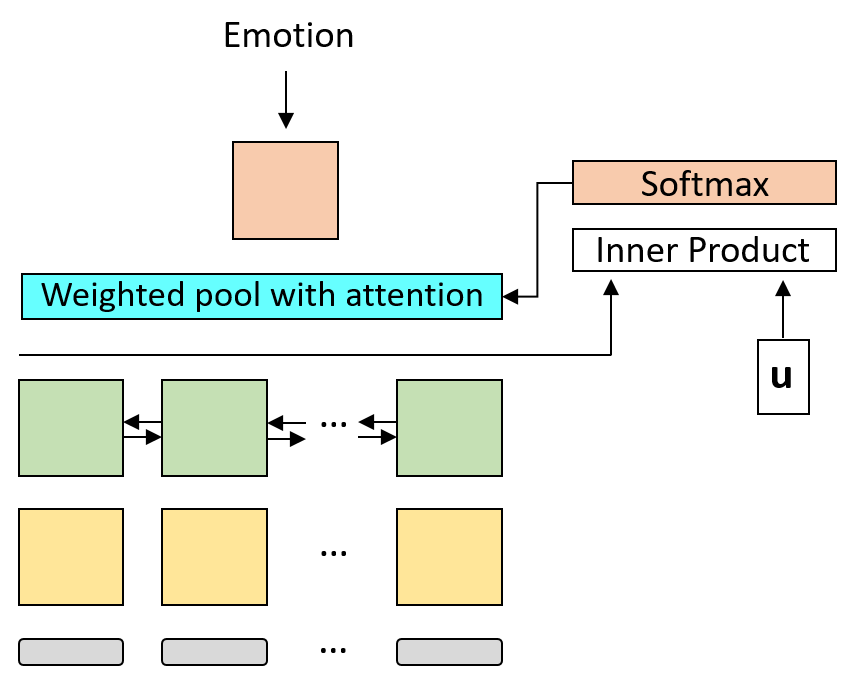 Emotion
Softmax
Inner Product
Weighted pool with attention
u
...
...
...